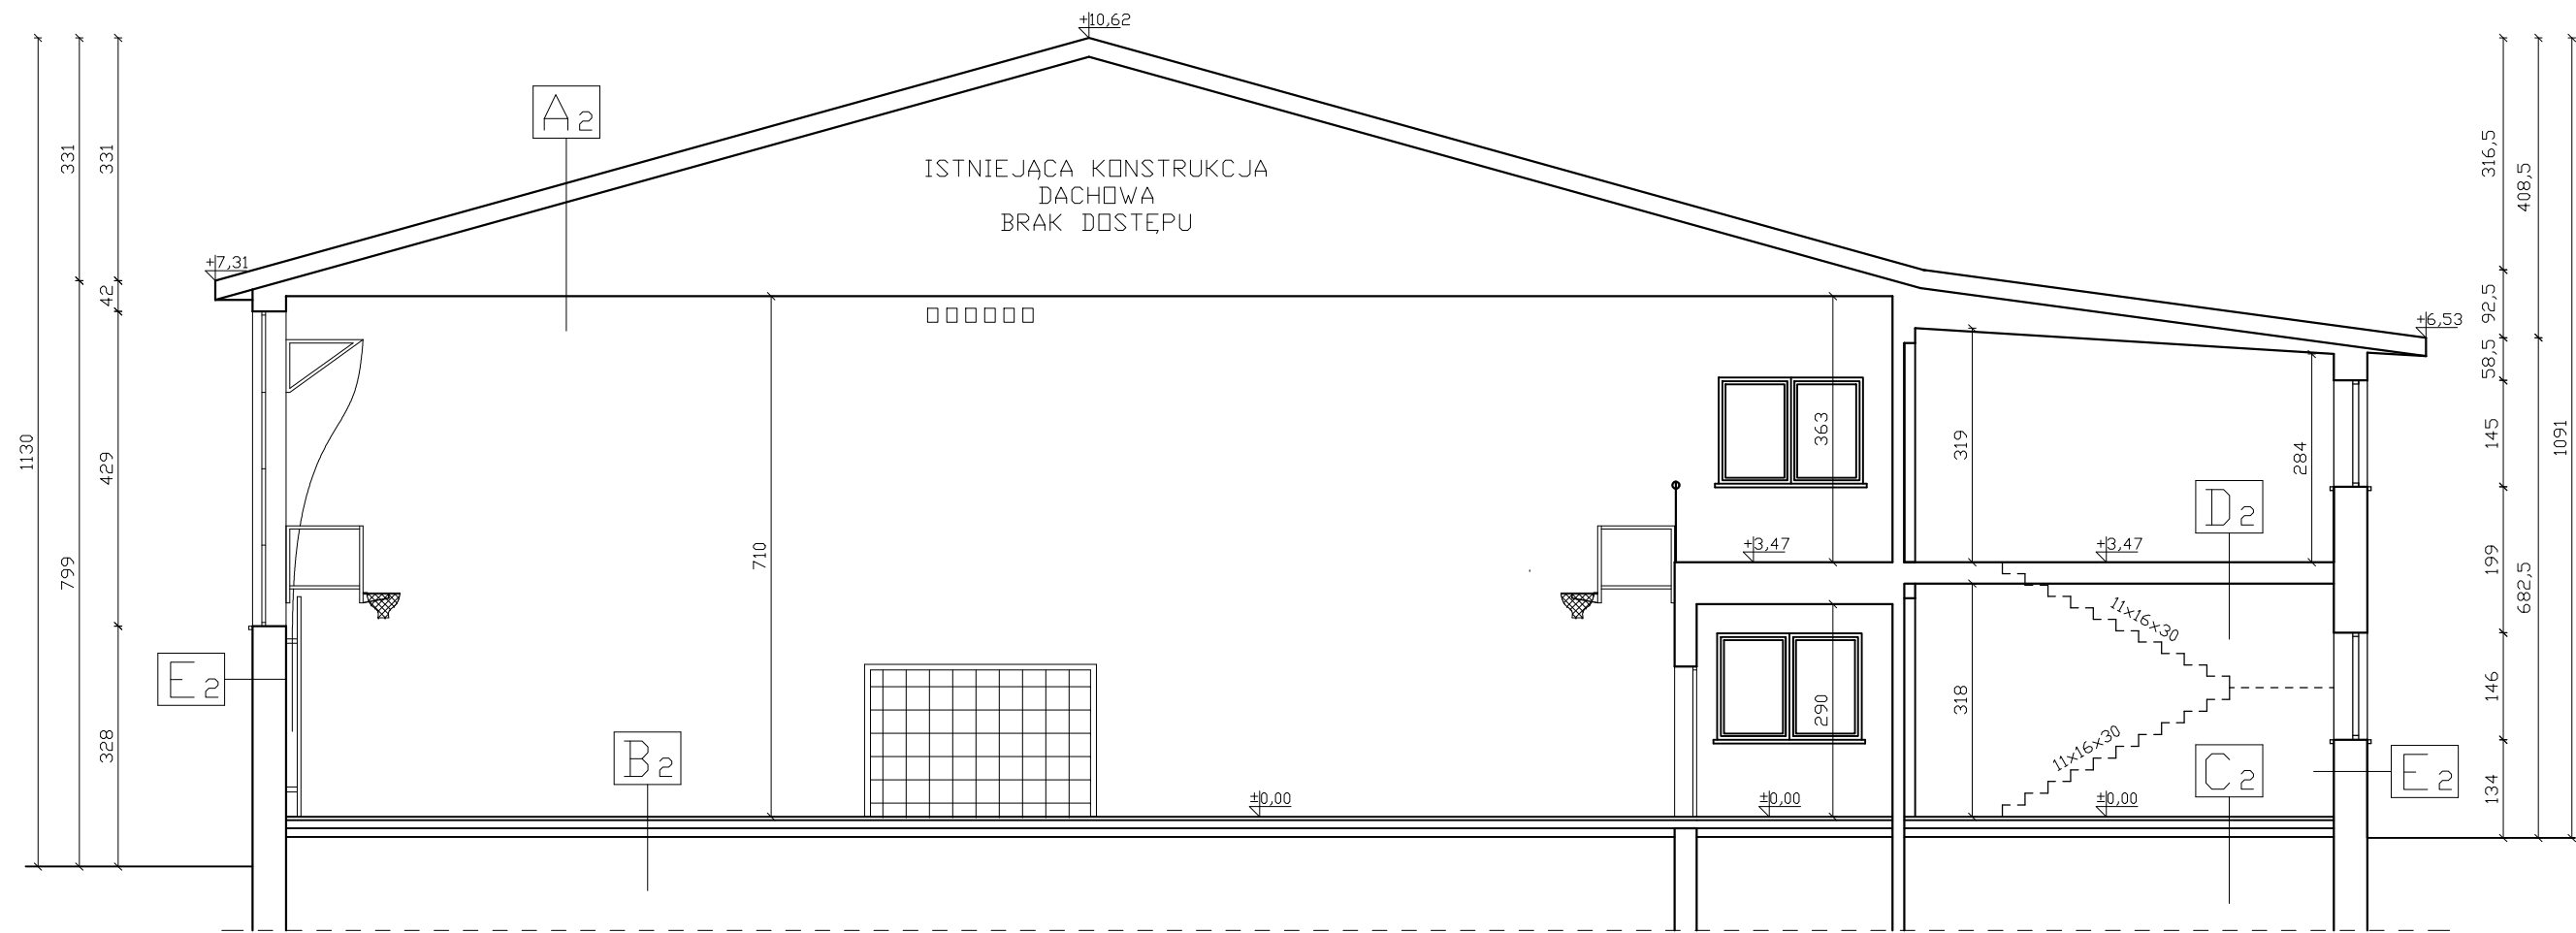 +10,62
A2
ISTNIEJĄCA KONSTRUKCJA
DACHOWA
BRAK DOSTĘPU
331
331
316,5
408,5
+7,31
42
92,5
+6,53
58,5
1130
429
363
319
284
145
1091
D2
799
710
+3,47
+3,47
199
682,5
11x16x30
E2
328
B2
290
318
11x16x30
146
C2
E2
134
±0,00
±0,00
±0,00